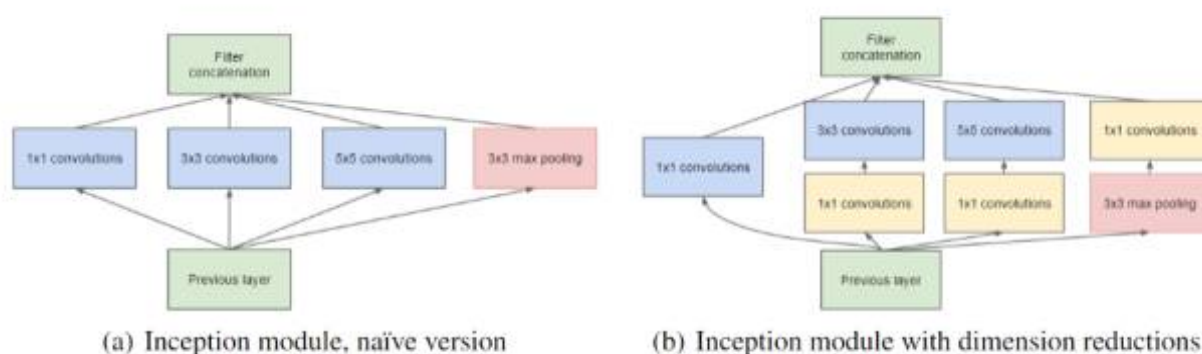 Filter
concatenation
1x1 convolutions
3x3 convolutions
5x5 convolutions
3x3 max pooling
Previous layer
(a) Inception module, naïve version
Filter
concatenation
3x3 convolutions
5x5 convolutions
1x1 convolutions
1x1 convolutions
1x1 convolutions
1x1 convolutions
3x3 max pooling
Previous layer
(b) Inception module with dimension reductions